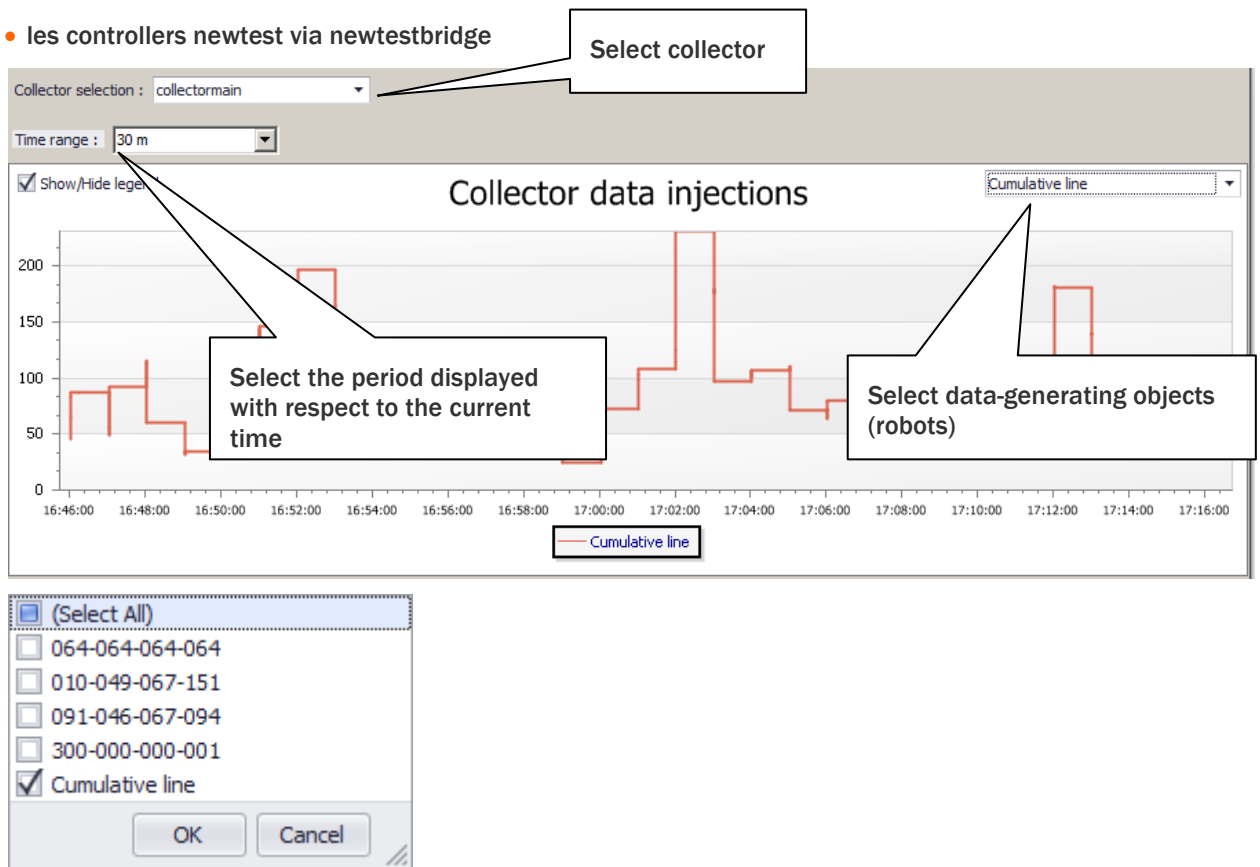 • les controllers newtest via newtestbridge
Select collector
Collector selection : collectormain
Time range : 30 m
Show/Hide lege
Collector data injections
Cumulative line
200
150
100
50
0
Select the period displayed
with respect to the current
time
Select data-generating objects
(robots)
16:46:00 16:48:00 16:50:00 16:52:00 16:54:00 16:56:00 16:58:00 17:00:00 17:02:00 17:04:00 17:06:00 17:08:00 17:10:00 17:12:00 17:14:00 17:16:00
Cumulative line
(Select All)
064-064-064-064
010-049-067-151
091-046-067-094
300-000-000-001
Cumulative line
OK Cancel